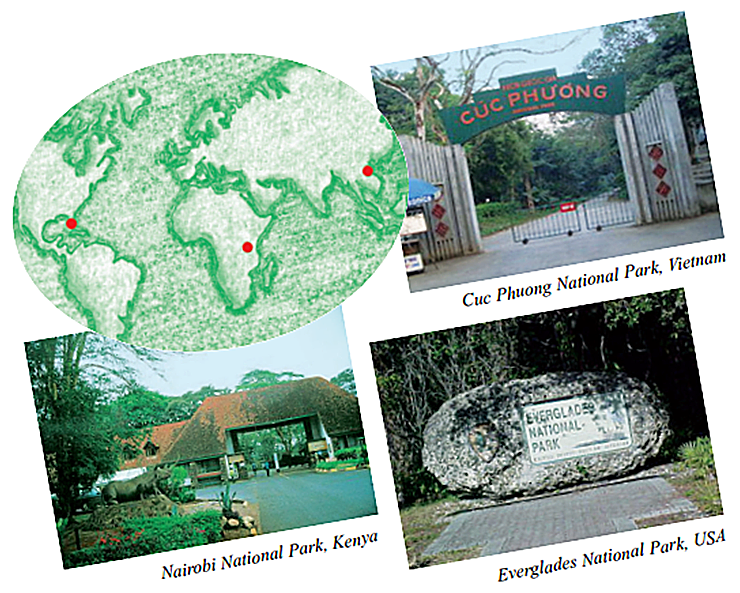 CÚC PHƯƠNG
Cuc Phuong National Park, Vietnam
EVERGLADES
NATIONAL
PARK
Nairobi National Park, Kenya
Everglades National Park, USA